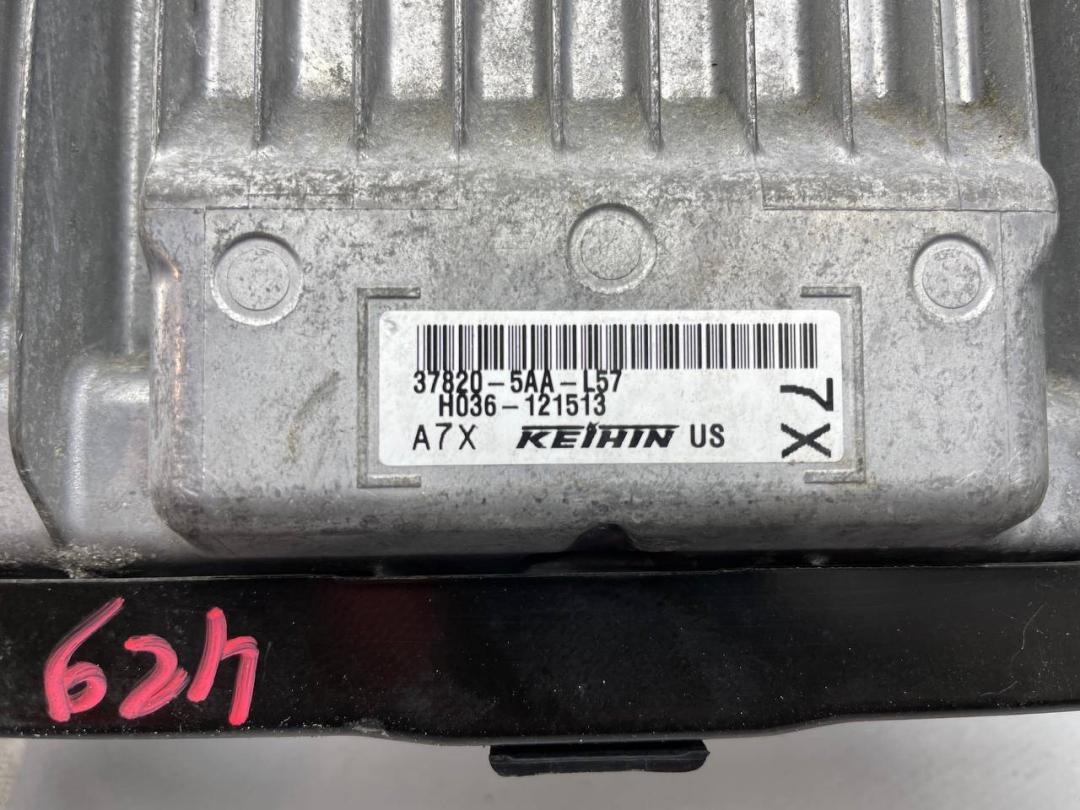 37820-5AA-L57
H036-121513
A7X KEIHIN US
7X
624